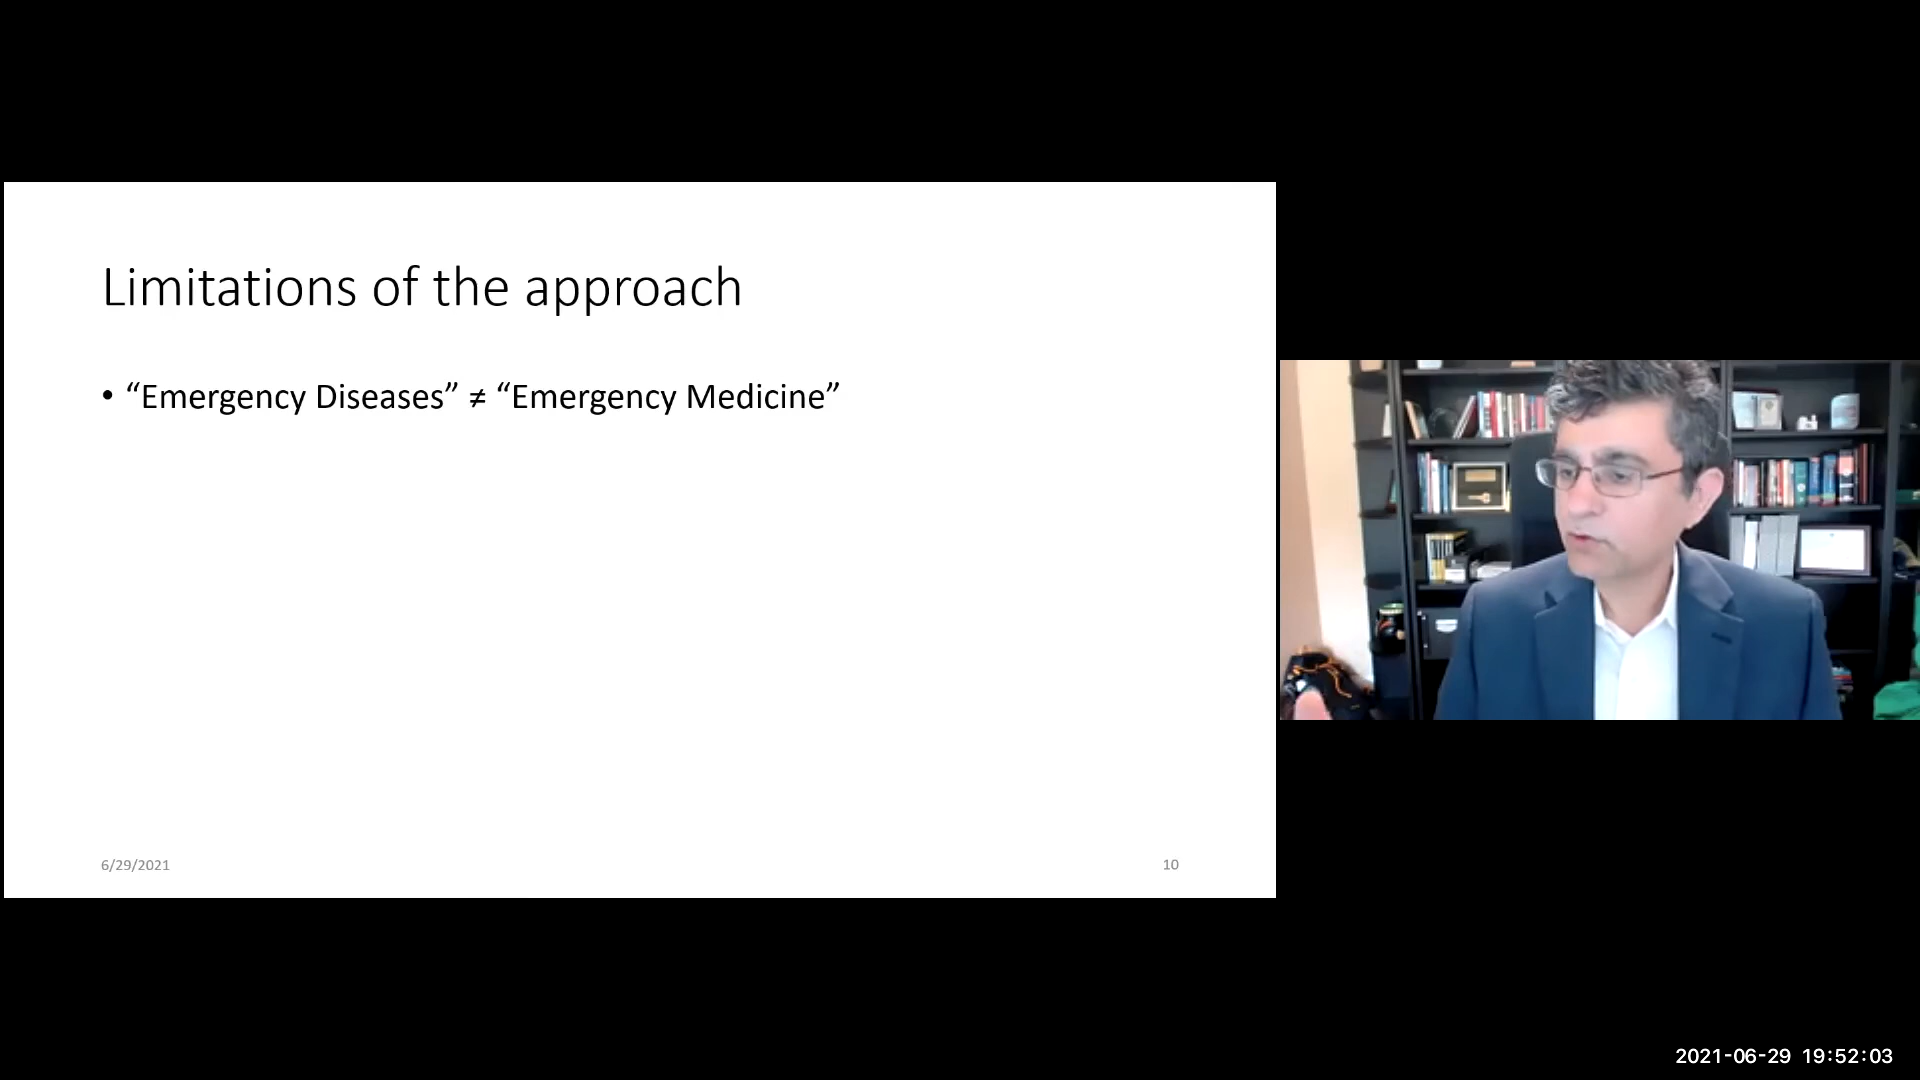 Limitations of the approach
• “Emergency Diseases” ≠ “Emergency Medicine”
6/29/2021
10
2021-06-29 19:52:03